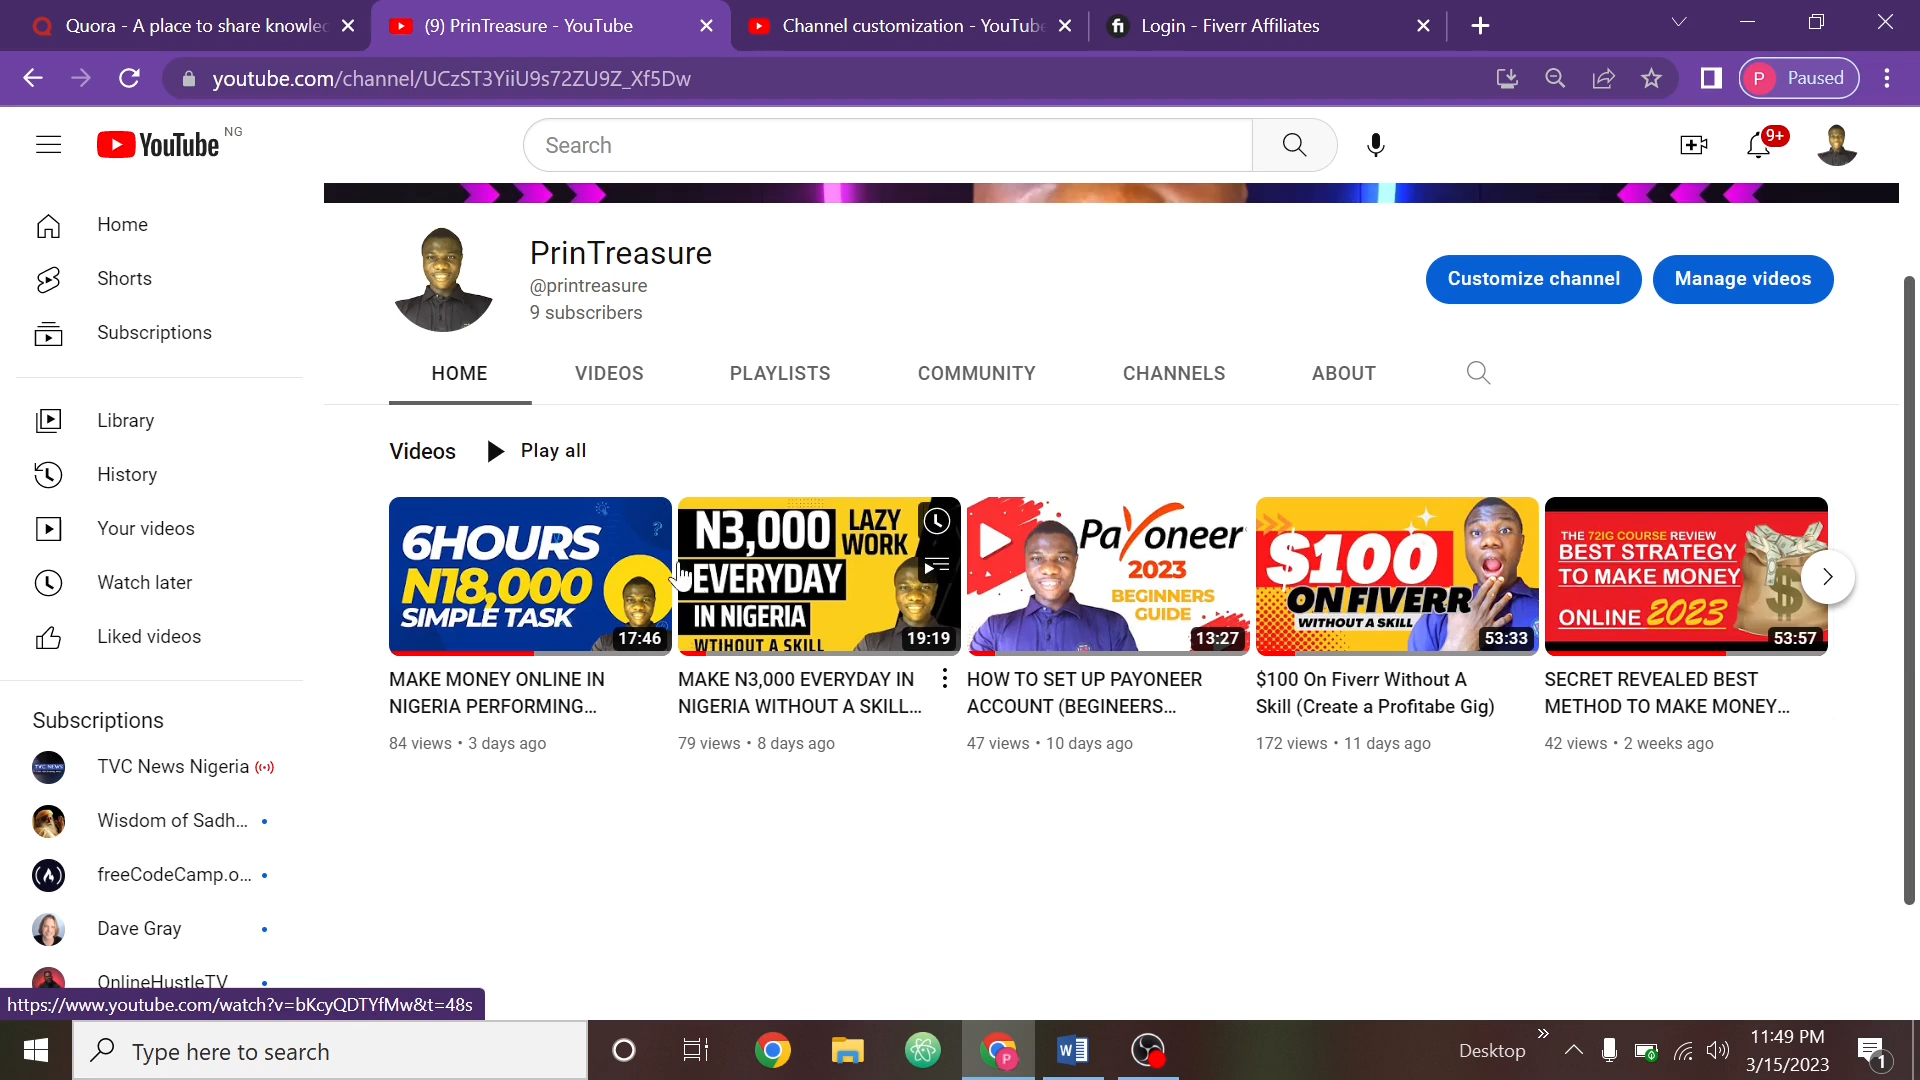 Quora - A place to share knowled
(9) PrinTreasure - YouTube
Channel customization - YouTube
Login - Fiverr Affiliates
youtube.com/channel/UCzST3YiiU9s72ZU9Z_Xf5Dw
P Paused
YouTube NG
Search
9+
Home
Shorts
Subscriptions
Library
History
Your videos
Watch later
Liked videos
Subscriptions
TVC News Nigeria
Wisdom of Sadh...
freeCodeCamp.o...
Dave Gray
OnlineHustleTV
PrinTreasure
@printreasure
9 subscribers
Customize channel
Manage videos
HOME
VIDEOS
PLAYLISTS
COMMUNITY
CHANNELS
ABOUT
Videos
Play all
6HOURS
N18,000
SIMPLE TASK
17:46
MAKE MONEY ONLINE IN
NIGERIA PERFORMING...
84 views • 3 days ago
N3,000 LAZY
WORK
EVERYDAY
IN NIGERIA
WTIHOUT A SKILL
19:19
MAKE N3,000 EVERYDAY IN
NIGERIA WITHOUT A SKILL...
79 views • 8 days ago
Payoneer
2023
BEGINNERS
GUIDE
13:27
HOW TO SET UP PAYONEER
ACCOUNT (BEGINEERS...
47 views • 10 days ago
$100
ON FIVERR
WITHOUT A SKILL
53:33
$100 On Fiverr Without A
Skill (Create a Profitabe Gig)
172 views • 11 days ago
THE 72IG COURSE REVIEW
BEST STRATEGY
TO MAKE MONEY
ONLINE 2023
53:57
SECRET REVEALED BEST
METHOD TO MAKE MONEY...
42 views • 2 weeks ago
https://www.youtube.com/watch?v=bKcyQDTYfMw&t=48s
Type here to search
Desktop
11:49 PM
3/15/2023
1